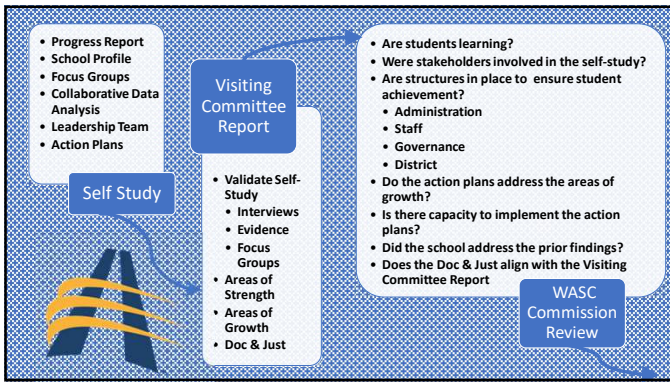 • Progress Report
• School Profile
• Focus Groups
• Collaborative Data
Analysis
• Leadership Team
• Action Plans
Self Study
Visiting
Committee
Report
• Validate Self-
Study
• Interviews
• Evidence
• Focus
Groups
• Areas of
Strength
• Areas of
Growth
• Doc & Just
• Are students learning?
• Were stakeholders involved in the self-study?
• Are structures in place to ensure student
achievement?
• Administration
• Staff
• Governance
• District
• Do the action plans address the areas of
growth?
• Is there capacity to implement the action
plans?
• Did the school address the prior findings?
• Does the Doc & Just align with the Visiting
Committee Report
WASC
Commission
Review